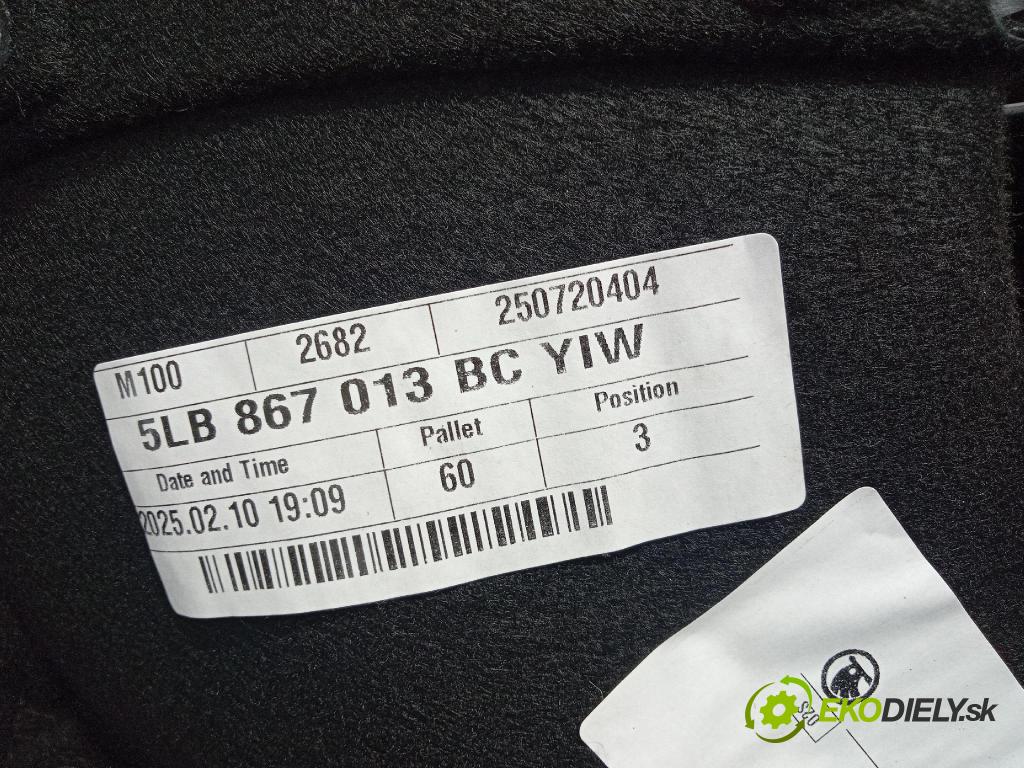 M100 2682 250720404
5LB 867 013 BC YIW
Date and Time Pallet Position
2025.02.10 19:09 60 3
EKODIELY.sk